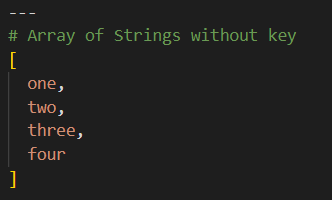 ---
# Array of Strings without key
[
  one,
  two,
  three,
  four
]